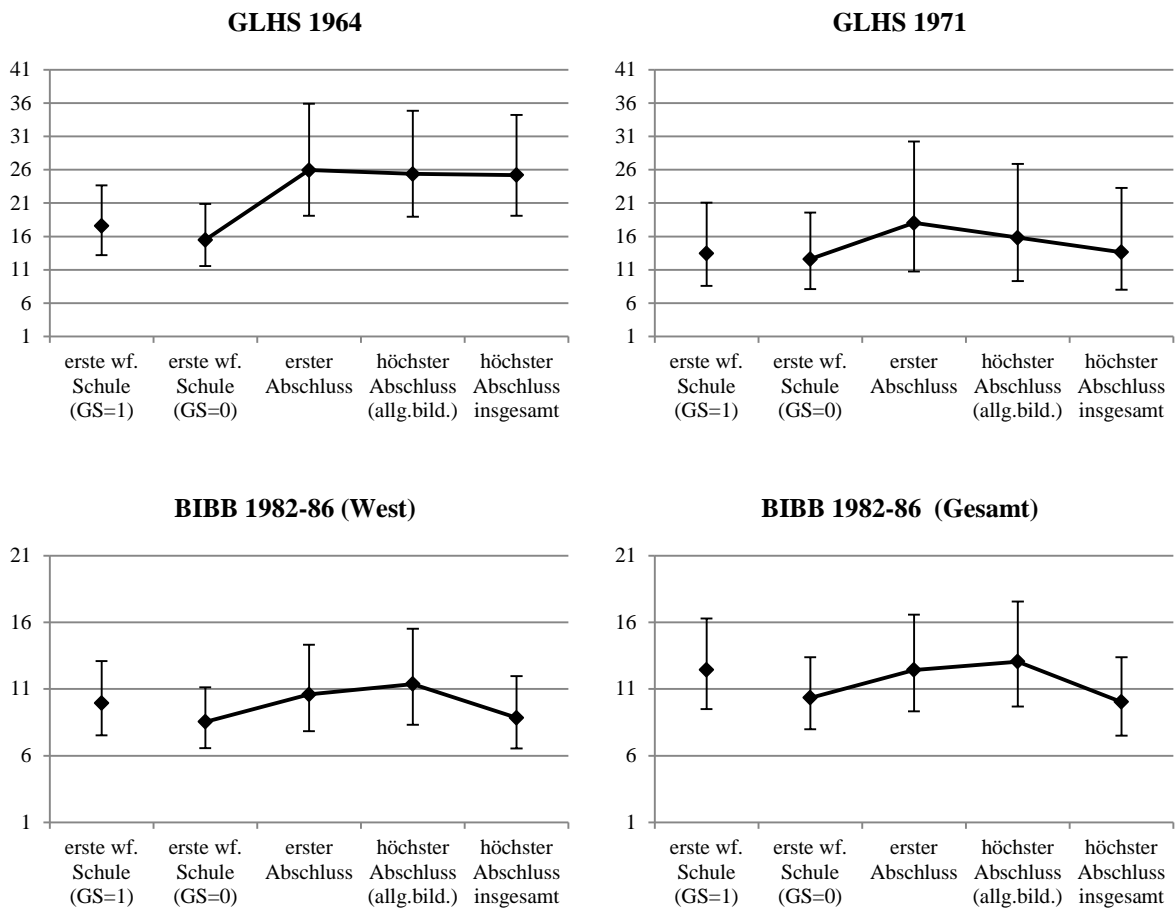 GLHS 1964
41
36
31
26
21
16
11
6
1
erste wf.
Schule
(GS=1)
erste wf.
Schule
(GS=0)
erster
Abschluss
höchster
Abschluss
(allg.bild.)
höchster
Abschluss
insgesamt
GLHS 1971
41
36
31
26
21
16
11
6
1
erste wf.
Schule
(GS=1)
erste wf.
Schule
(GS=0)
erster
Abschluss
höchster
Abschluss
(allg.bild.)
höchster
Abschluss
insgesamt
BIBB 1982-86 (West)
21
16
11
6
1
erste wf.
Schule
(GS=1)
erste wf.
Schule
(GS=0)
erster
Abschluss
höchster
Abschluss
(allg.bild.)
höchster
Abschluss
insgesamt
BIBB 1982-86 (Gesamt)
21
16
11
6
1
erste wf.
Schule
(GS=1)
erste wf.
Schule
(GS=0)
erster
Abschluss
höchster
Abschluss
(allg.bild.)
höchster
Abschluss
insgesamt